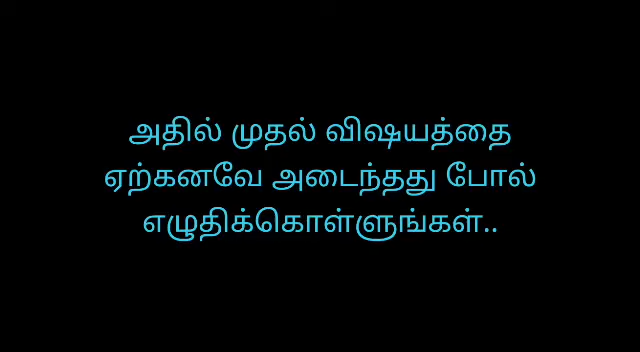 அதில் முதல் விஷயத்தை
ஏற்கனவே அடைந்தது போல்
எழுதிக்கொள்ளுங்கள்..